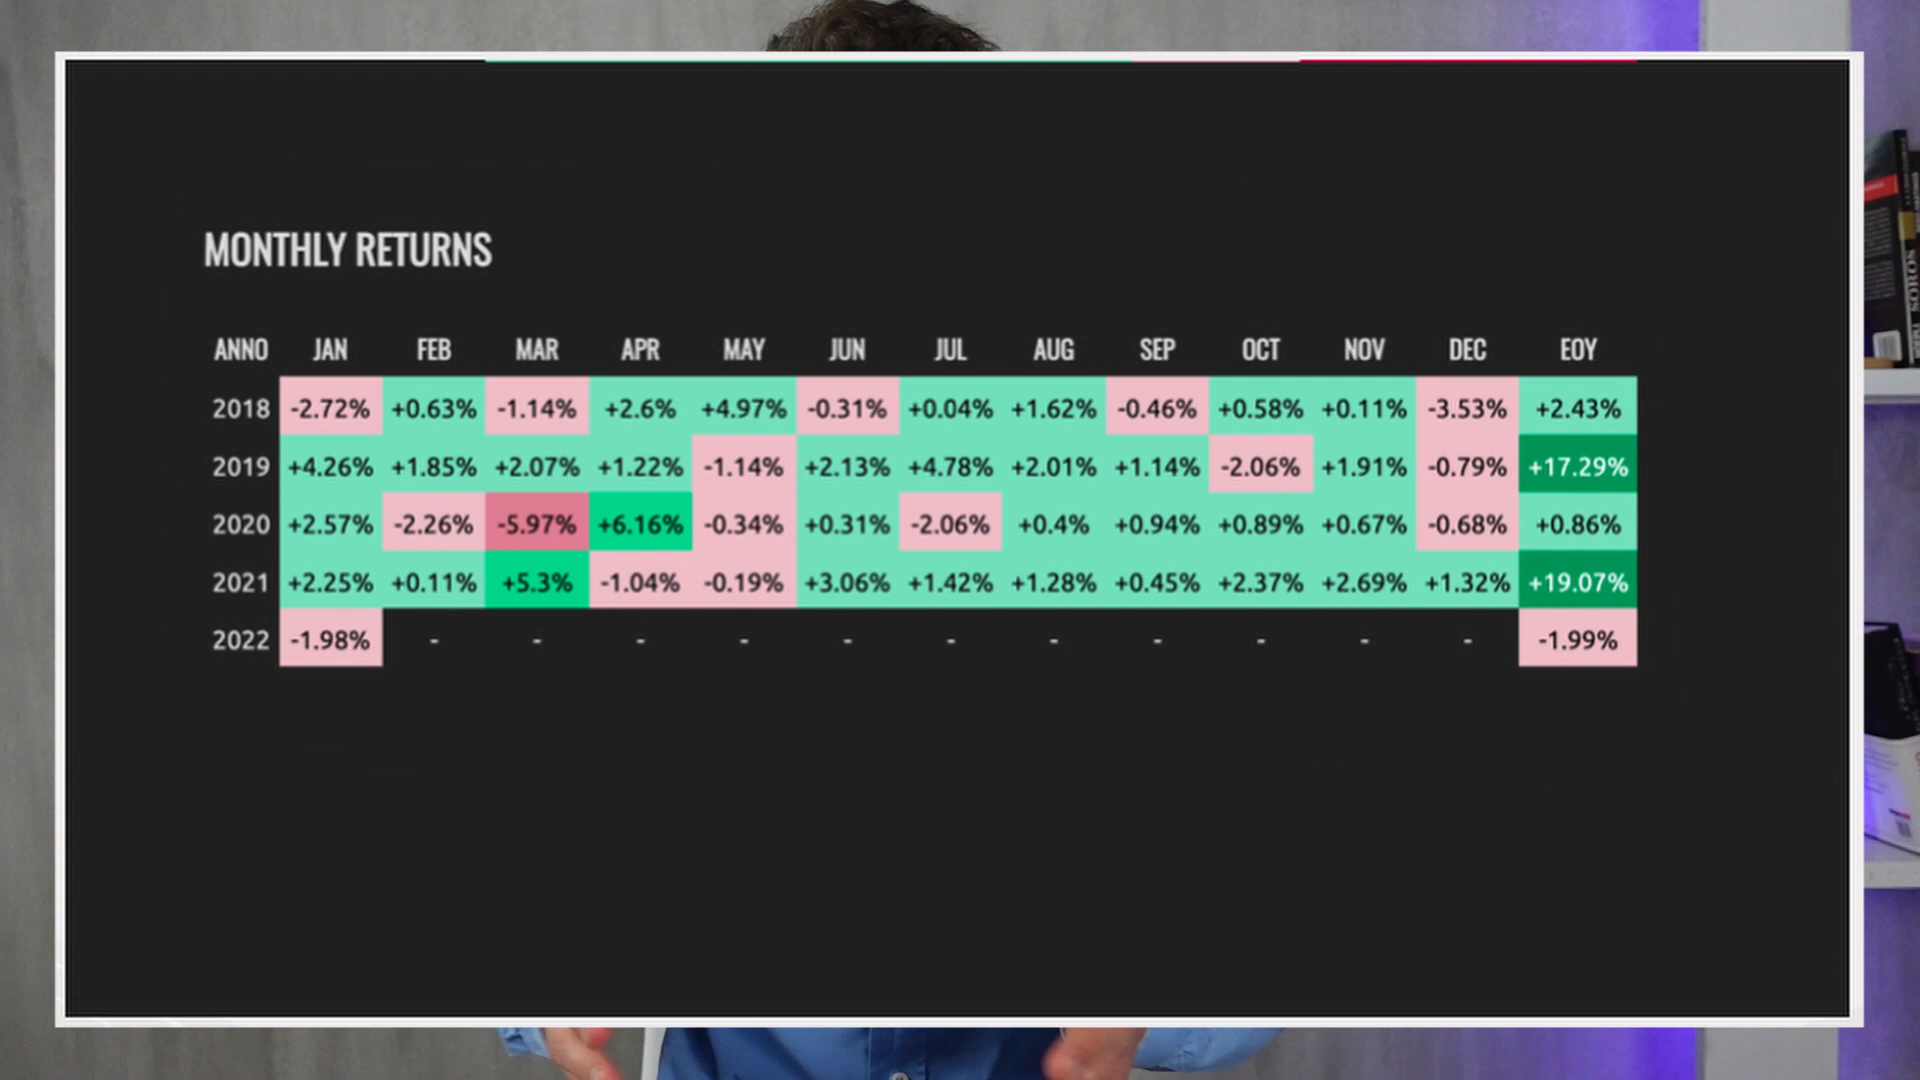 MONTHLY RETURNS
ANNO JAN FEB MAR APR MAY JUN JUL AUG SEP OCT NOV DEC EOY
2018 -2.72% +0.63% -1.14% +2.6% +4.97% -0.31% +0.04% +1.62% -0.46% +0.58% +0.11% -3.53% +2.43%
2019 +4.26% +1.85% +2.07% +1.22% -1.14% +2.13% +4.78% +2.01% +1.14% -2.06% +1.91% -0.79% +17.29%
2020 +2.57% -2.26% -5.97% +6.16% -0.34% +0.31% -2.06% +0.4% +0.94% +0.89% +0.67% -0.68% +0.86%
2021 +2.25% +0.11% +5.3% -1.04% -0.19% +3.06% +1.42% +1.28% +0.45% +2.37% +2.69% +1.32% +19.07%
2022 -1.98% - - - - - - - - - - - -1.99%
SOROS